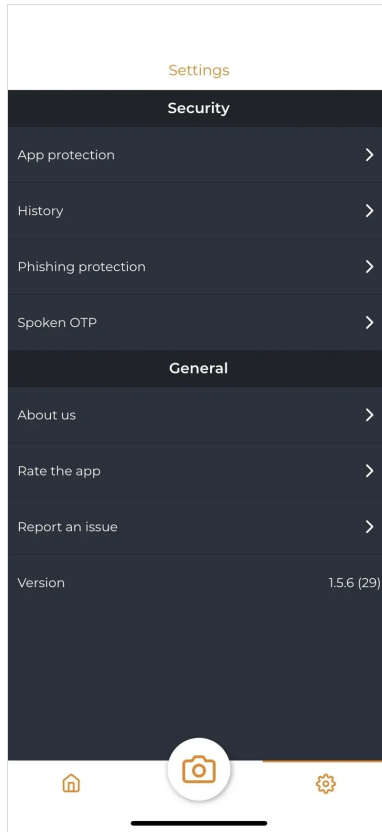 Settings
Security
App protection
History
Phishing protection
Spoken OTP
General
About us
Rate the app
Report an issue
Version 1.5.6 (29)